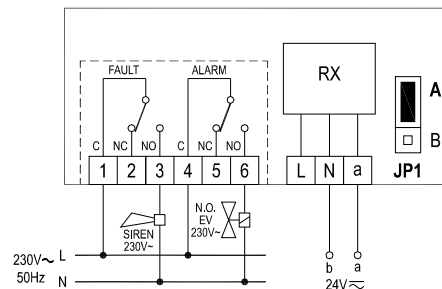 FAULT ALARM RX A
C NC NO C NC NO B
1 2 3 4 5 6 L N a JP1
SIREN
230V~
N.O.
EV
230V~
230V~ L
50Hz N
b a
24V⎓